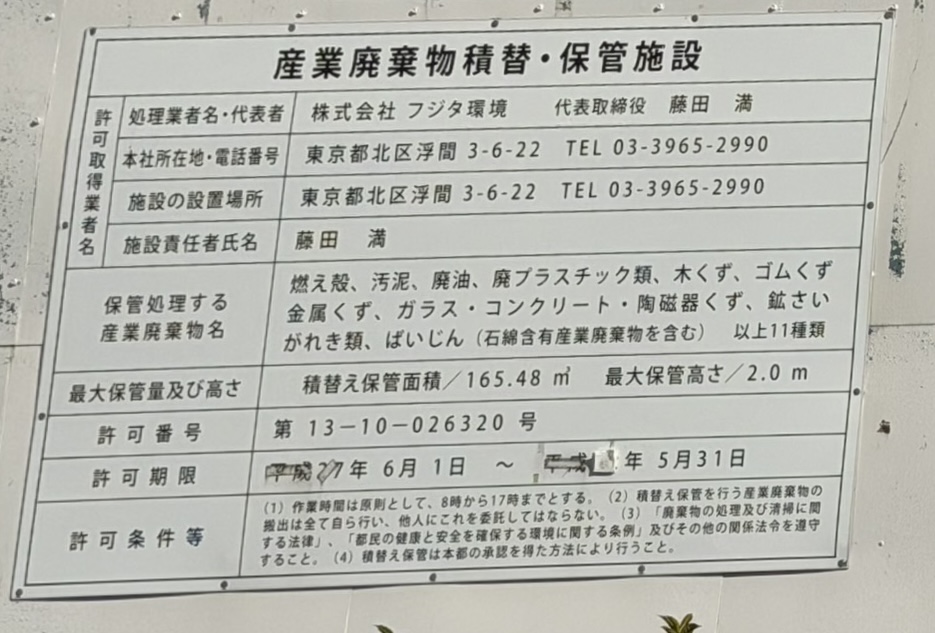 産業廃棄物積替・保管施設
許可取得業者名
処理業者名・代表者 株式会社 フジタ環境 代表取締役 藤田 満
本社所在地・電話番号 東京都北区浮間 3-6-22 TEL 03-3965-2990
施設の設置場所 東京都北区浮間 3-6-22 TEL 03-3965-2990
施設責任者氏名 藤田 満
保管処理する
産業廃棄物名
燃え殻、汚泥、廃油、廃プラスチック類、木くず、ゴムくず
金属くず、ガラス・コンクリート・陶磁器くず、鉱さい
がれき類、ばいじん（石綿含有産業廃棄物を含む） 以上11種類
最大保管量及び高さ 積替え保管面積／165.48 ㎡ 最大保管高さ／2.0 m
許可番号 第 13－10－026320 号
許可期限 平成27年 6月 1日 ～ 平成 年 5月31日
許可条件等
(1) 作業時間は原則として、8時から17時までとする。(2) 積替え保管を行う産業廃棄物の
搬出は全て自ら行い、他人にこれを委託してはならない。(3) 「廃棄物の処理及び清掃に関
する法律」、「都民の健康と安全を確保する環境に関する条例」及びその他の関係法令を遵守
すること。(4) 積替え保管は本都の承認を得た方法により行うこと。